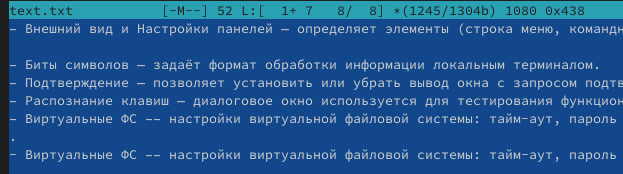 text.txt [-M--] 52 L:[ 1+ 7 8/ 8] *(1245/1304b) 1080 0x438
- Внешний вид и Настройки панелей — определяет элементы (строка меню, командн
- Биты символов — задаёт формат обработки информации локальным терминалом.
- Подтверждение — позволяет установить или убрать вывод окна с запросом подтв
- Распознание клавиш — диалоговое окно используется для тестирования функцион
- Виртуальные ФС -- настройки виртуальной файловой системы: тайм-аут, пароль
.
- Виртуальные ФС -- настройки виртуальной файловой системы: тайм-аут, пароль